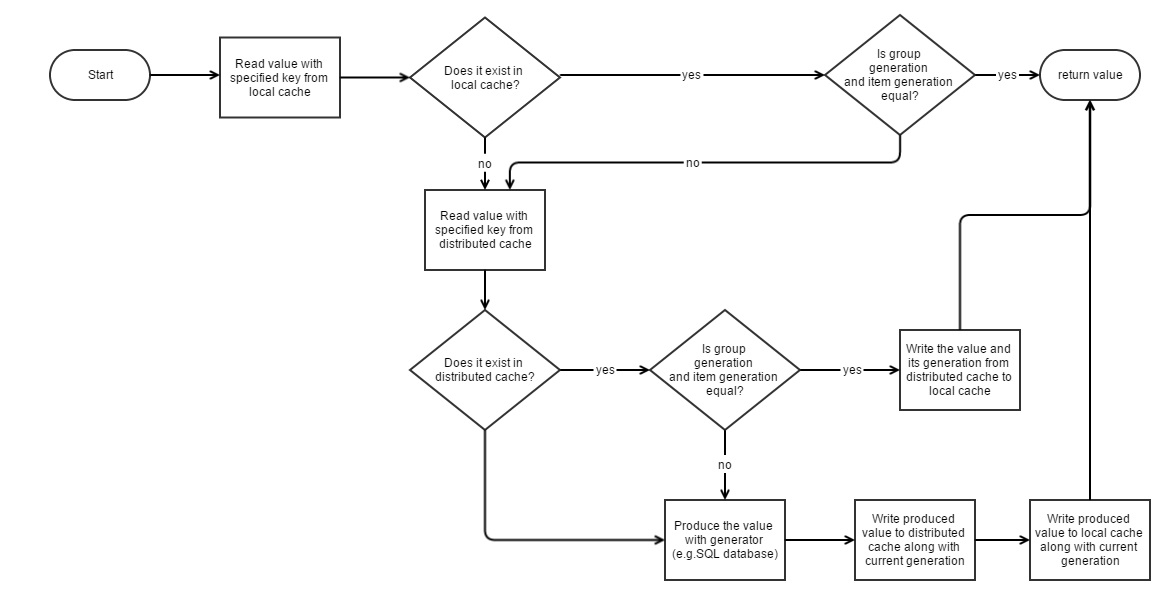 Start
Read value with
specified key from
local cache
Does it exist in
local cache?
yes
Is group
generation
and item generation
equal?
yes
return value
no
no
Read value with
specified key from
distributed cache
Does it exist in
distributed cache?
yes
Is group
generation
and item generation
equal?
yes
Write the value and
its generation from
distributed cache to
local cache
no
Produce the value
with generator
(e.g.SQL database)
Write produced
value to distributed
cache along with
current generation
Write produced
value to local cache
along with current
generation